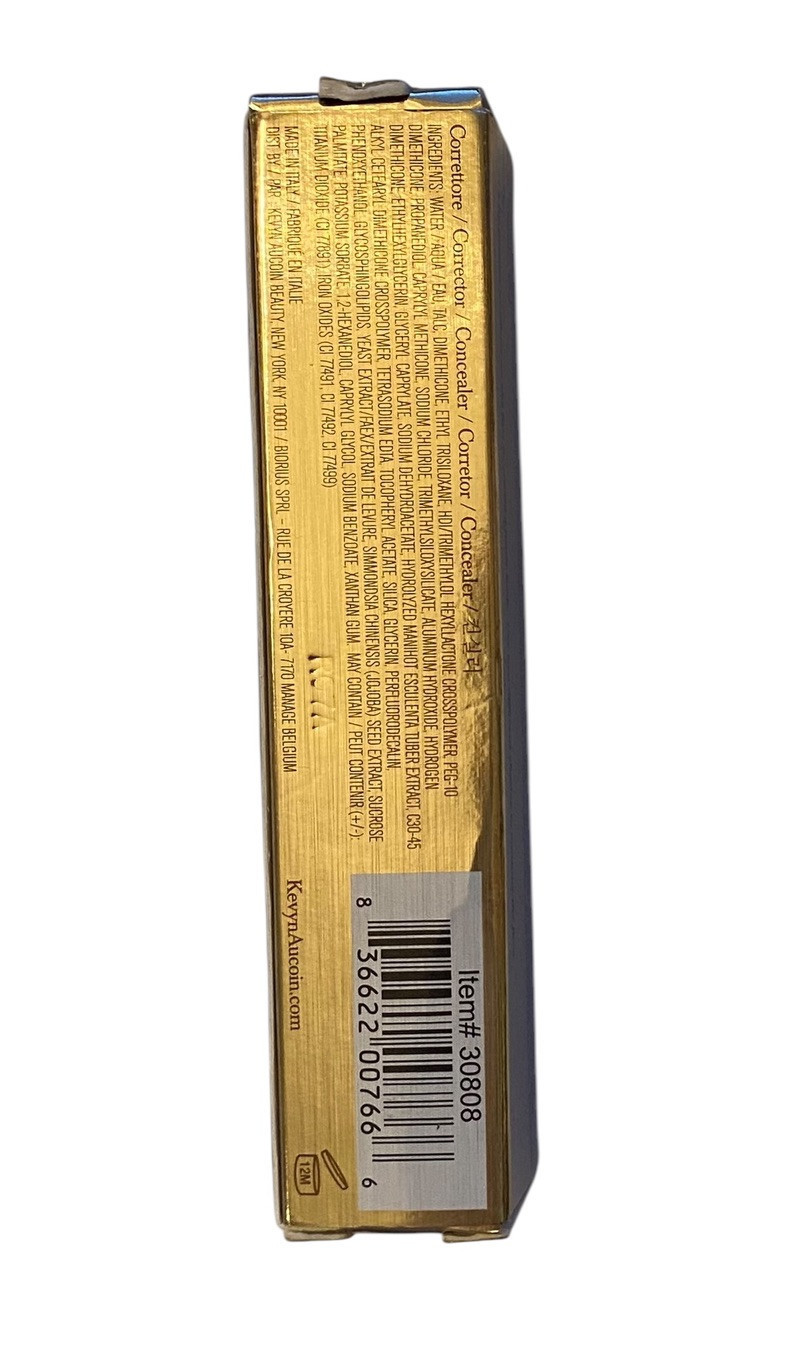 Correttore / Corrector / Concealer / Corretor / Concealer / 컨실러
INGREDIENTS: WATER / AQUA / EAU, TALC, DIMETHICONE, ETHYL TRISILOXANE, HDI/TRIMETHYLOL HEXYLLACTONE CROSSPOLYMER, PEG-10
DIMETHICONE, PROPANEDIOL, CAPRYLYL METHICONE, SODIUM CHLORIDE, TRIMETHYLSILOXYSILICATE, ALUMINUM HYDROXIDE, HYDROGEN
DIMETHICONE, ETHYLHEXYLGLYCERIN, GLYCERYL CAPRYLATE, SODIUM DEHYDROACETATE, HYDROLYZED MANIHOT ESCULENTA TUBER EXTRACT, C30-45
ALKYL CETEARYL DIMETHICONE CROSSPOLYMER, TETRASODIUM EDTA, TOCOPHERYL ACETATE, SILICA, GLYCERIN, PERFLUORODECALIN,
PHENOXYETHANOL, GLYCOSPHINGOLIPIDS, YEAST EXTRACT/FAEX/EXTRAIT DE LEVURE, SIMMONDSIA CHINENSIS (JOJOBA) SEED EXTRACT, SUCROSE
PALMITATE, POTASSIUM SORBATE, 1,2-HEXANEDIOL, CAPRYLYL GLYCOL, SODIUM BENZOATE, XANTHAN GUM. MAY CONTAIN / PEUT CONTENIR (+/-):
TITANIUM DIOXIDE (CI 77891), IRON OXIDES (CI 77491, CI 77492, CI 77499)
MADE IN ITALY / FABRIQUÉ EN ITALIE
DIST. BY / PAR : KEVYN AUCOIN BEAUTY, NEW YORK, NY 10001 / BIORIUS SPRL – RUE DE LA CROYERE 10A- 7170 MANAGE BELGIUM
KevynAucoin.com
Item# 30808
8 36622 00766 6
12M